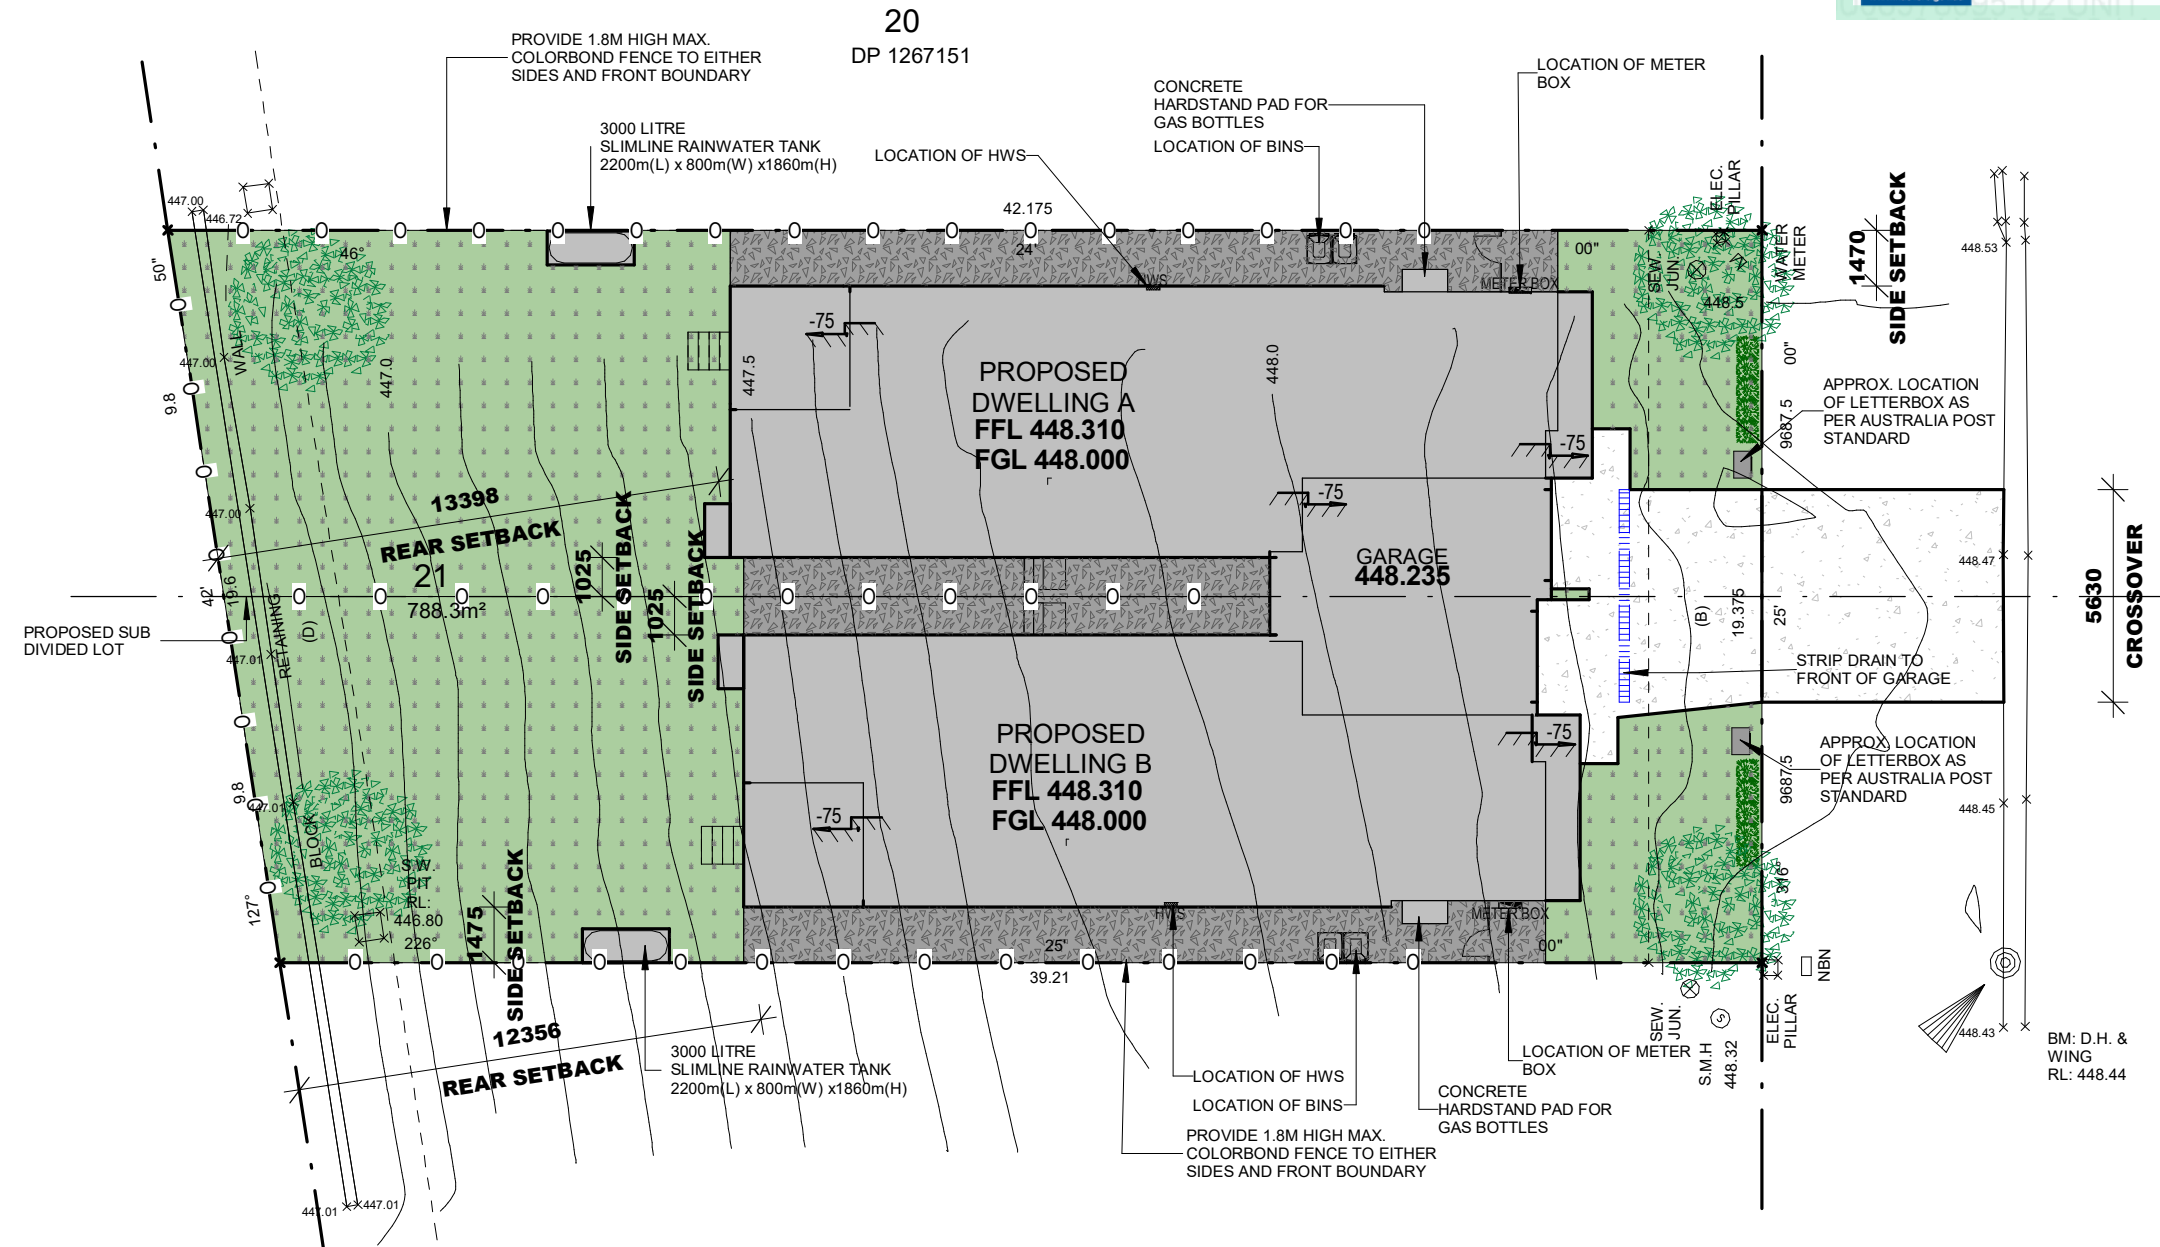 20
DP 1267151
PROVIDE 1.8M HIGH MAX.
COLORBOND FENCE TO EITHER
SIDES AND FRONT BOUNDARY
3000 LITRE
SLIMLINE RAINWATER TANK
2200m(L) x 800m(W) x1860m(H)
LOCATION OF HWS
CONCRETE
HARDSTAND PAD FOR
GAS BOTTLES
LOCATION OF BINS
LOCATION OF METER
BOX
ELEC.
PILLAR
WATER
METER
1470
SIDE SETBACK
447.00
446.72
42.175
24'
00"
46°
50"
SEW.
JUN.
448.5
448.53
HWS
METER BOX
WALL
447.00
447.0
447.5
448.0
-75
PROPOSED
DWELLING A
FFL 448.310
FGL 448.000
-75
-75
00"
9687.5
APPROX. LOCATION
OF LETTERBOX AS
PER AUSTRALIA POST
STANDARD
9.8
447.00
13398
REAR SETBACK
21
788.3m²
1025
SIDE SETBACK
1025
SIDE SETBACK
GARAGE
448.235
448.47
5630
CROSSOVER
42'
19.6
RETAINING
(D)
447.01
PROPOSED SUB
DIVIDED LOT
(B)
19.375
25'
STRIP DRAIN TO
FRONT OF GARAGE
PROPOSED
DWELLING B
FFL 448.310
FGL 448.000
-75
-75
APPROX. LOCATION
OF LETTERBOX AS
PER AUSTRALIA POST
STANDARD
9687.5
448.45
9.8
447.01
BLOCK
127°
S.W.
PIT
RL:
446.80
226°
1475
SIDE SETBACK
HWS
METER BOX
25'
39.21
00"
316°
NBN
12356
REAR SETBACK
3000 LITRE
SLIMLINE RAINWATER TANK
2200m(L) x 800m(W) x1860m(H)
LOCATION OF HWS
LOCATION OF BINS
PROVIDE 1.8M HIGH MAX.
COLORBOND FENCE TO EITHER
SIDES AND FRONT BOUNDARY
CONCRETE
HARDSTAND PAD FOR
GAS BOTTLES
LOCATION OF METER
BOX
SEW.
JUN.
S
S.M.H
448.32
ELEC.
PILLAR
448.43
BM: D.H. &
WING
RL: 448.44
447.01
447.01